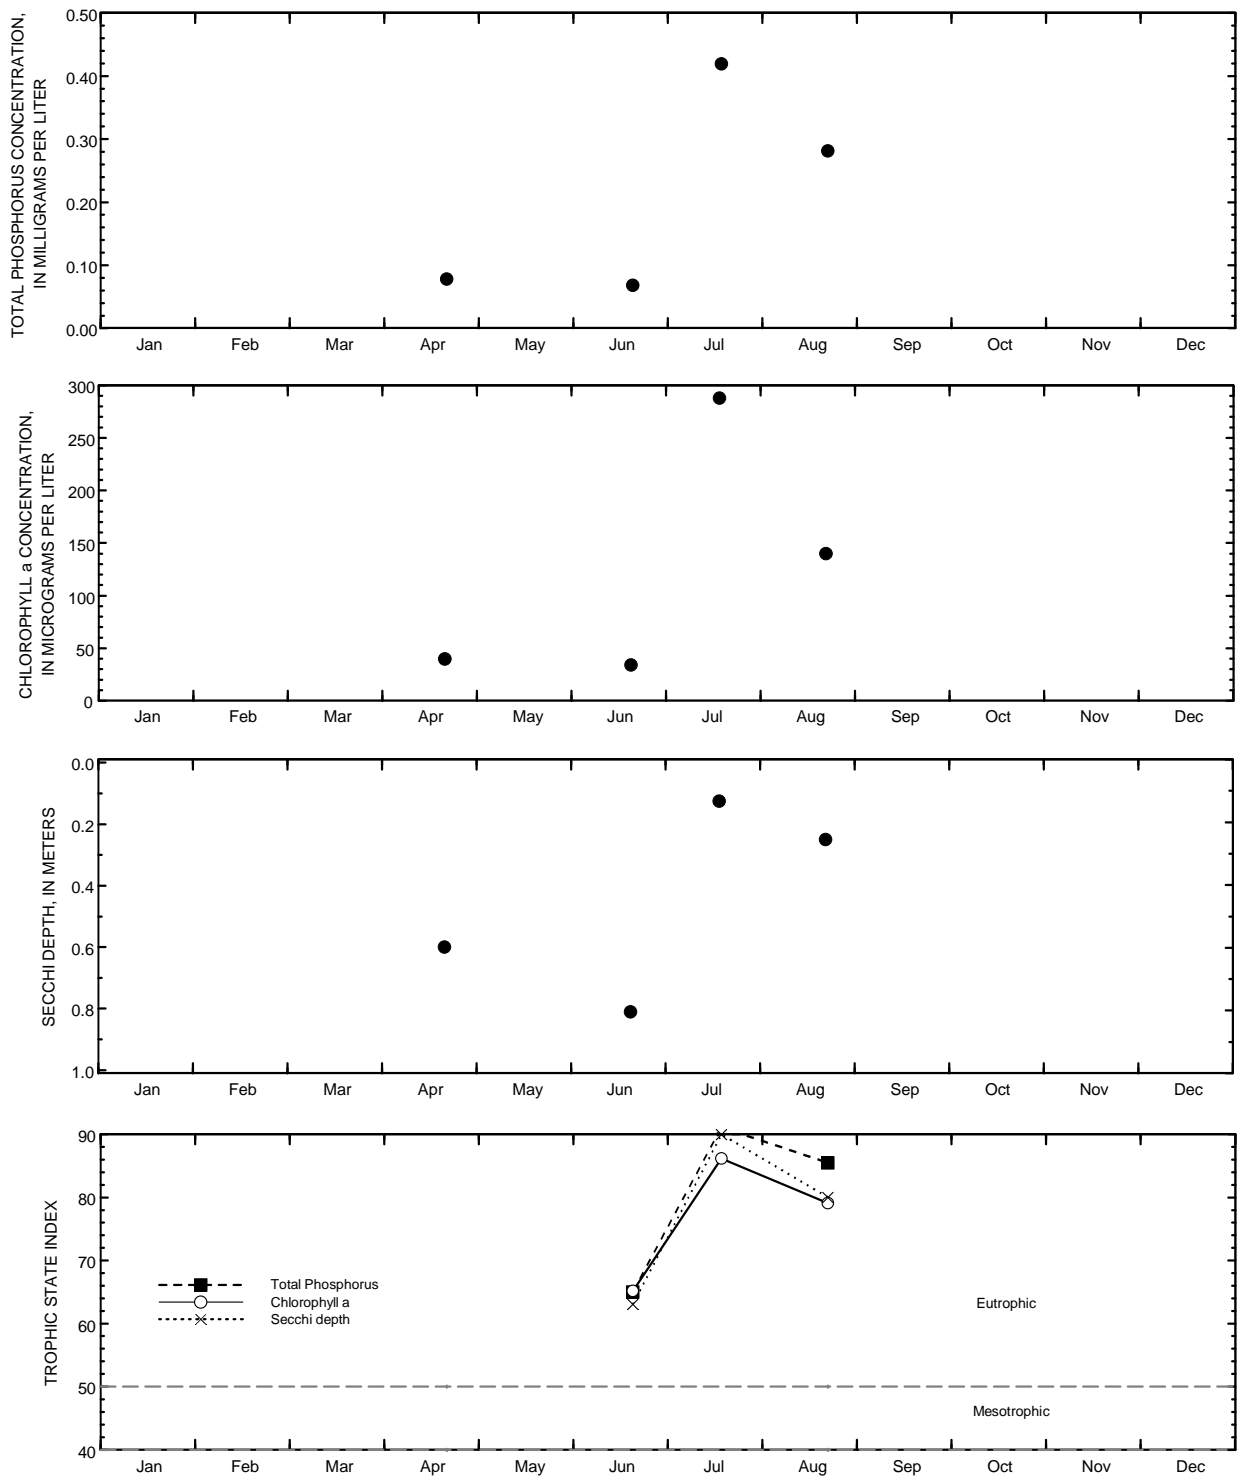 TOTAL PHOSPHORUS CONCENTRATION,
IN MILLIGRAMS PER LITER
0.50
0.40
0.30
0.20
0.10
0.00
Jan Feb Mar Apr May Jun Jul Aug Sep Oct Nov Dec
CHLOROPHYLL a CONCENTRATION,
IN MICROGRAMS PER LITER
300
250
200
150
100
50
0
Jan Feb Mar Apr May Jun Jul Aug Sep Oct Nov Dec
SECCHI DEPTH, IN METERS
0.0
0.2
0.4
0.6
0.8
1.0
Jan Feb Mar Apr May Jun Jul Aug Sep Oct Nov Dec
TROPHIC STATE INDEX
90
80
70
60
50
40
Total Phosphorus
Chlorophyll a
Secchi depth
Eutrophic
Mesotrophic
Jan Feb Mar Apr May Jun Jul Aug Sep Oct Nov Dec